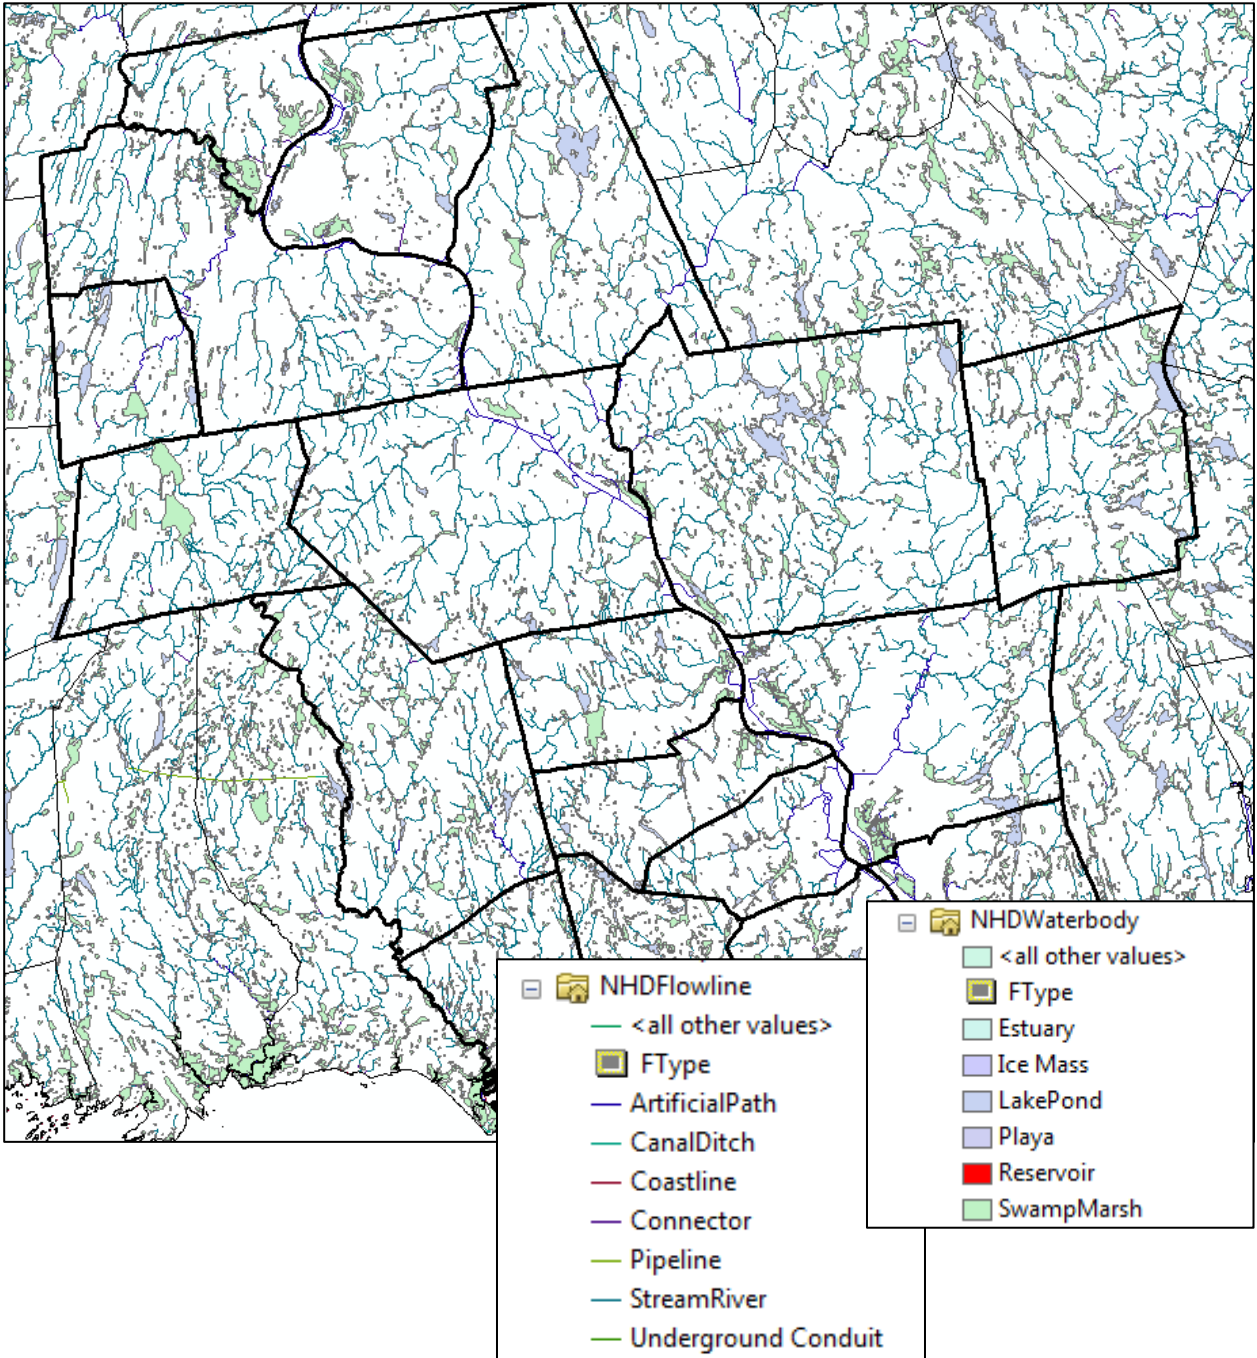 NHDFlowline
<all other values>
FType
ArtificialPath
CanalDitch
Coastline
Connector
Pipeline
StreamRiver
Underground Conduit
NHDWaterbody
<all other values>
FType
Estuary
Ice Mass
LakePond
Playa
Reservoir
SwampMarsh